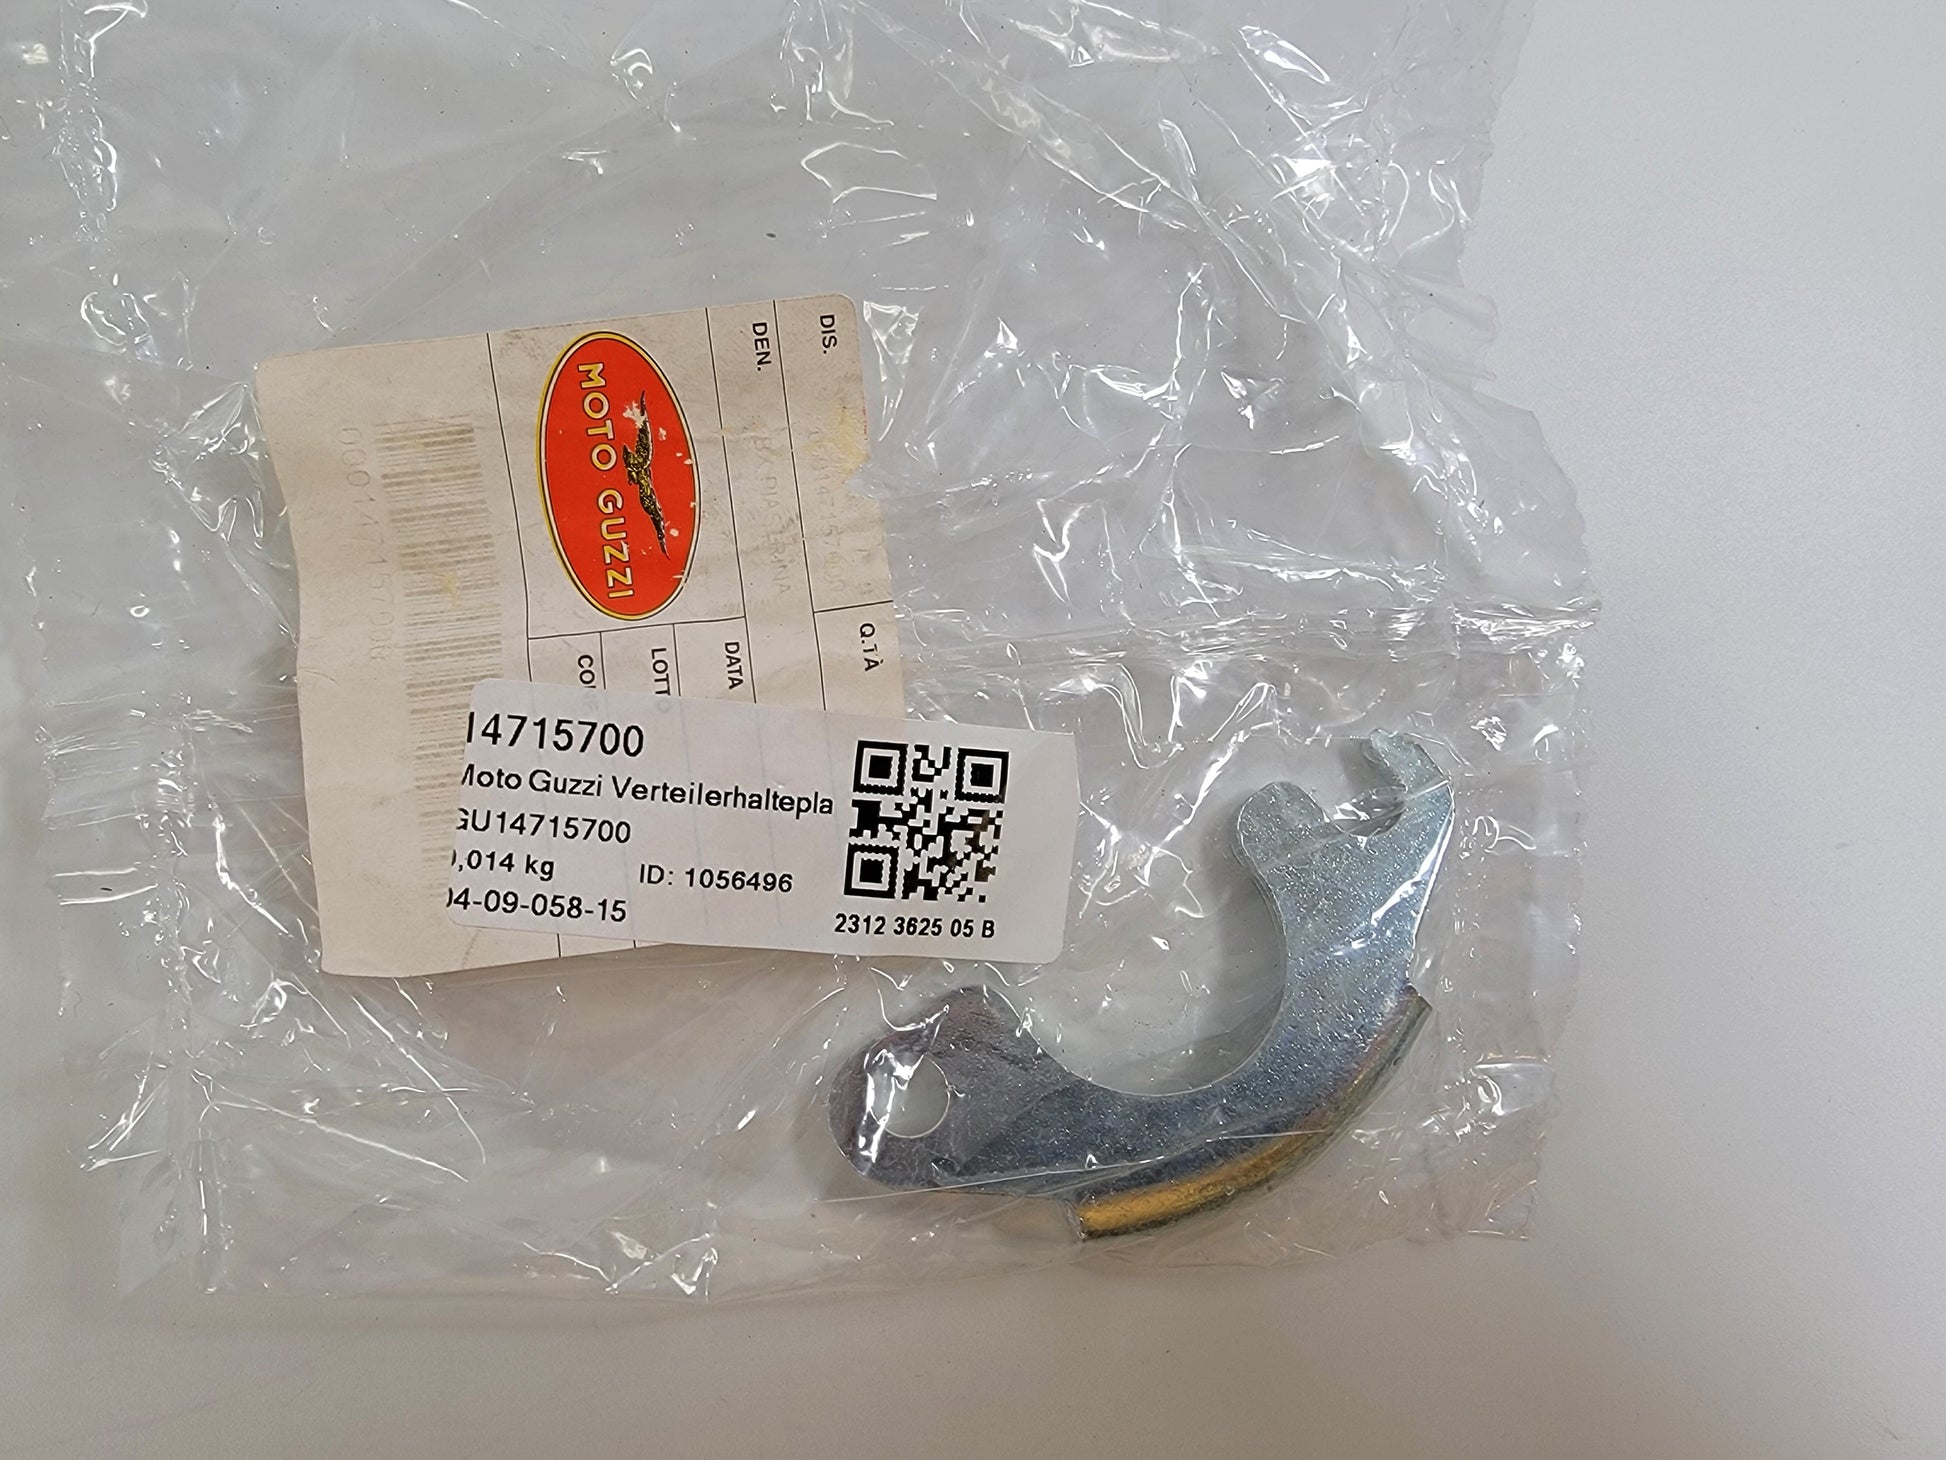 DIS.
DEN.
Q.TÀ
MOTO GUZZI
DATA
LOTTO
14715700
Moto Guzzi Verteilerhaltepla
GU14715700
,014 kg
ID: 1056496
04-09-058-15
2312 3625 05 B